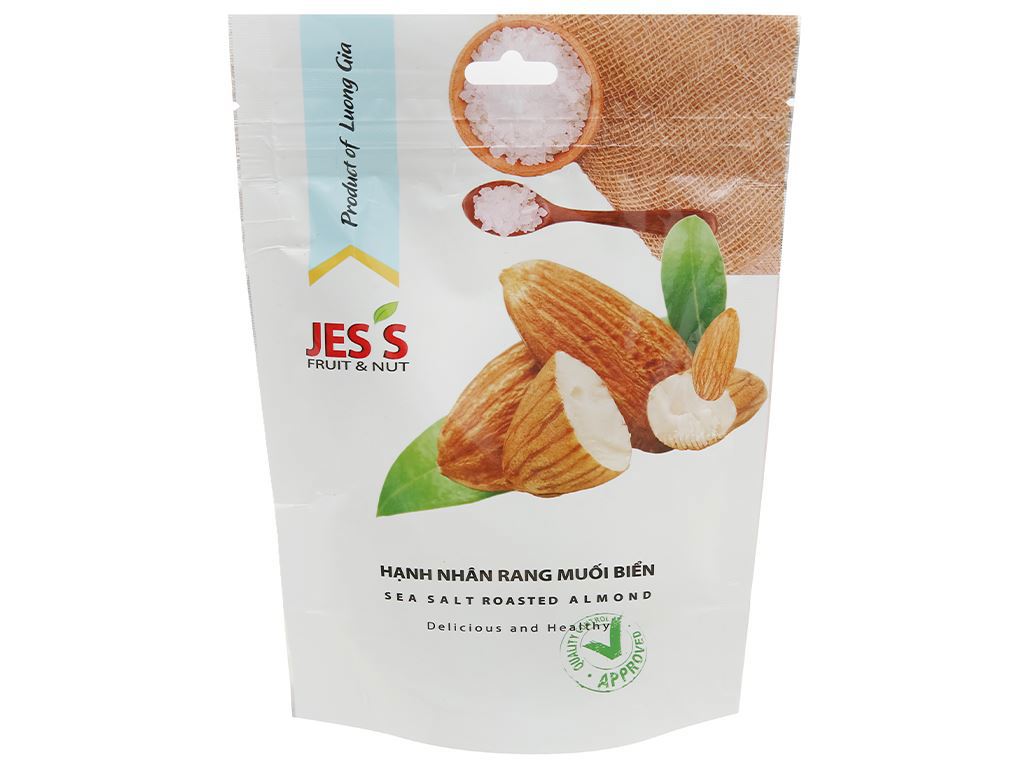 Product of Luong Gia
JES'S
FRUIT & NUT
HẠNH NHÂN RANG MUỐI BIỂN
SEA SALT ROASTED ALMOND
Delicious and Healthy
QUALITY CONTROL
APPROVED